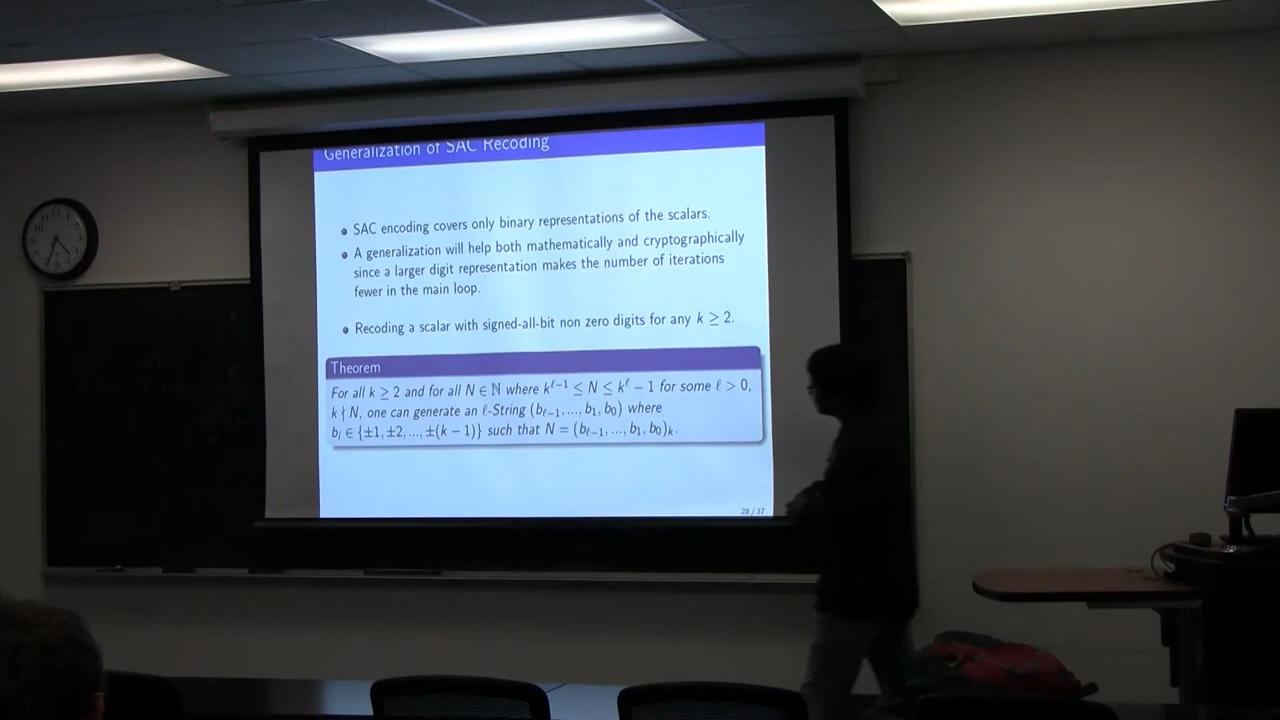 Generalization of SAC Recoding
SAC encoding covers only binary representations of the scalars.
A generalization will help both mathematically and cryptographically
since a larger digit representation makes the number of iterations
fewer in the main loop.
Recoding a scalar with signed-all-bit non zero digits for any k ≥ 2.
Theorem
For all k ≥ 2 and for all N ∈ ℕ where k^{ℓ−1} ≤ N ≤ k^ℓ − 1 for some ℓ > 0,
k ∤ N, one can generate an ℓ-String (b_{ℓ−1}, ..., b_1, b_0) where
b_i ∈ {±1, ±2, ..., ±(k − 1)} such that N = (b_{ℓ−1}, ..., b_1, b_0)_k.
28 / 37